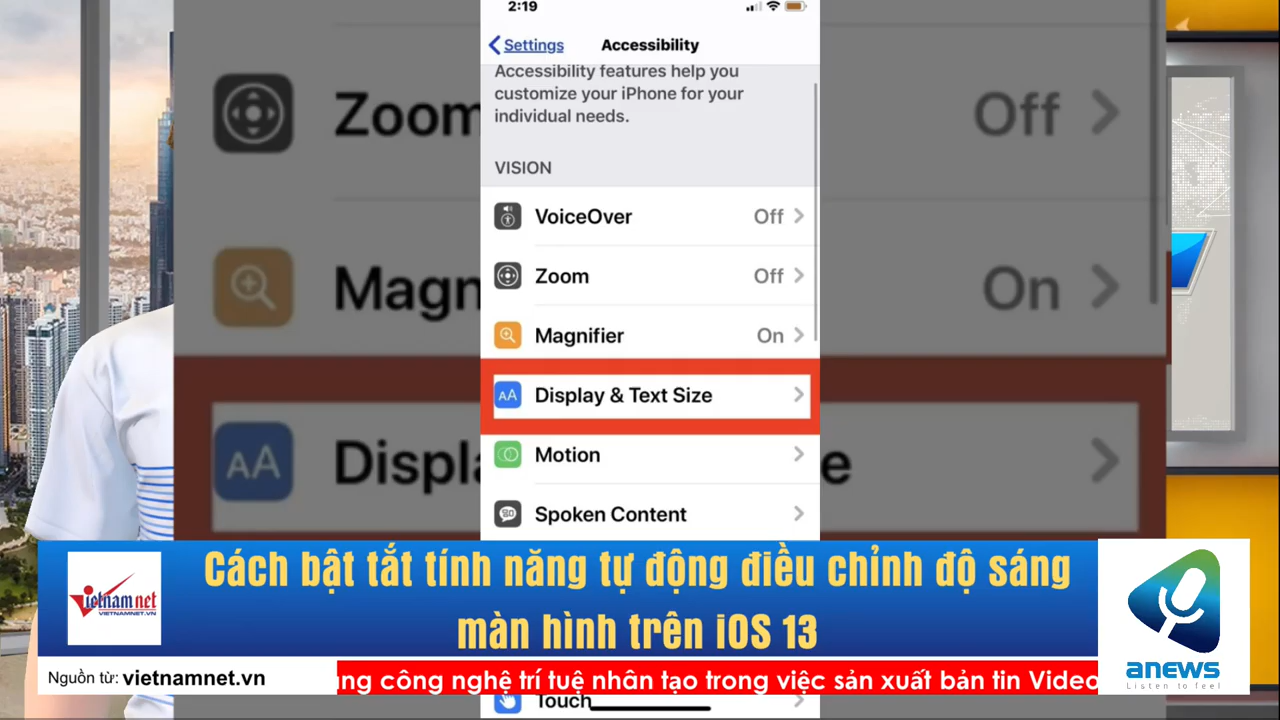 2:19
Settings
Accessibility
Accessibility features help you
customize your iPhone for your
individual needs.
VISION
VoiceOver Off
Zoom Off
Magnifier On
Display & Text Size
Motion
Spoken Content
Touch
Zoom Off
Magn On
AA Displ e
Cách bật tắt tính năng tự động điều chỉnh độ sáng
màn hình trên iOS 13
Vietnamnet
VIETNAMNET.VN
Nguồn từ: vietnamnet.vn
ng công nghệ trí tuệ nhân tạo trong việc sản xuất bản tin Video
anews
Listen to feel